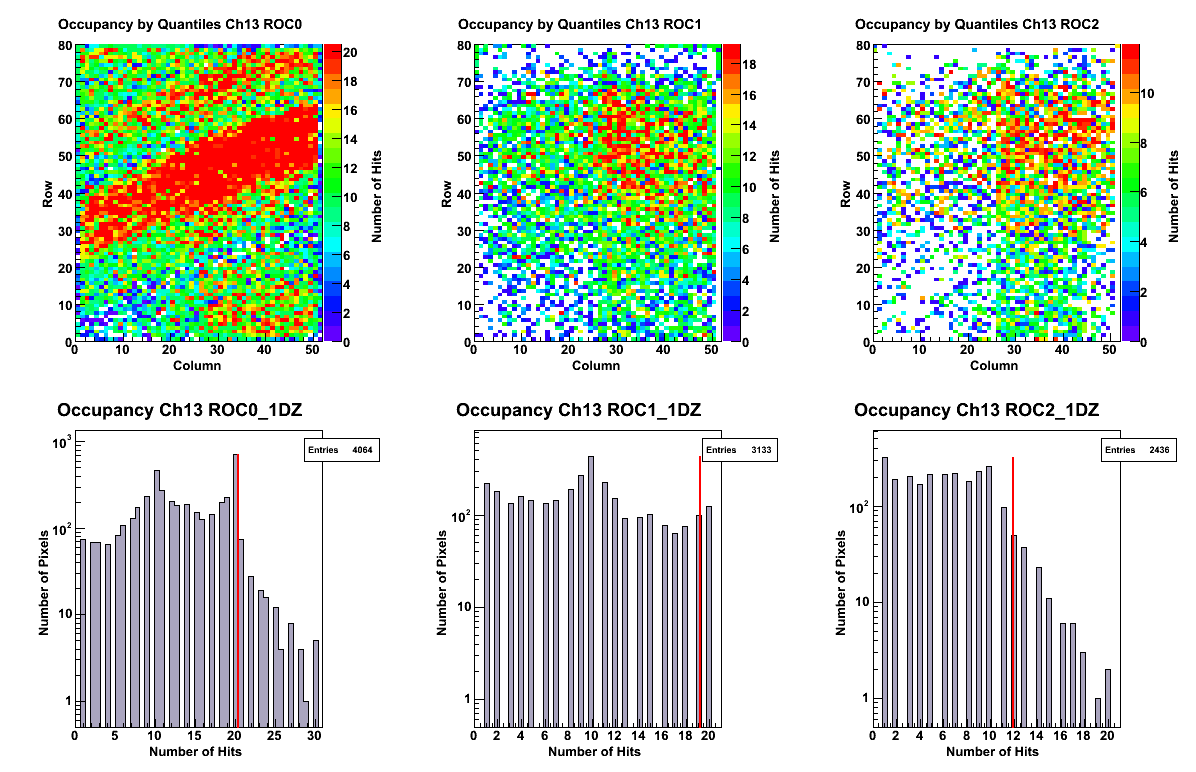 Occupancy by Quantiles Ch13 ROC0
80
70
60
50
40
30
20
10
0
0 10 20 30 40 50
Row
Column
20
18
16
14
12
10
8
6
4
2
0
Number of Hits
Occupancy by Quantiles Ch13 ROC1
80
70
60
50
40
30
20
10
0
0 10 20 30 40 50
Row
Column
18
16
14
12
10
8
6
4
2
0
Number of Hits
Occupancy by Quantiles Ch13 ROC2
80
70
60
50
40
30
20
10
0
0 10 20 30 40 50
Row
Column
10
8
6
4
2
0
Number of Hits
Occupancy Ch13 ROC0_1DZ
Entries 4064
10³
10²
10
1
Number of Pixels
0 5 10 15 20 25 30
Number of Hits
Occupancy Ch13 ROC1_1DZ
Entries 3133
10²
10
1
Number of Pixels
0 2 4 6 8 10 12 14 16 18 20
Number of Hits
Occupancy Ch13 ROC2_1DZ
Entries 2436
10²
10
1
Number of Pixels
0 2 4 6 8 10 12 14 16 18 20
Number of Hits